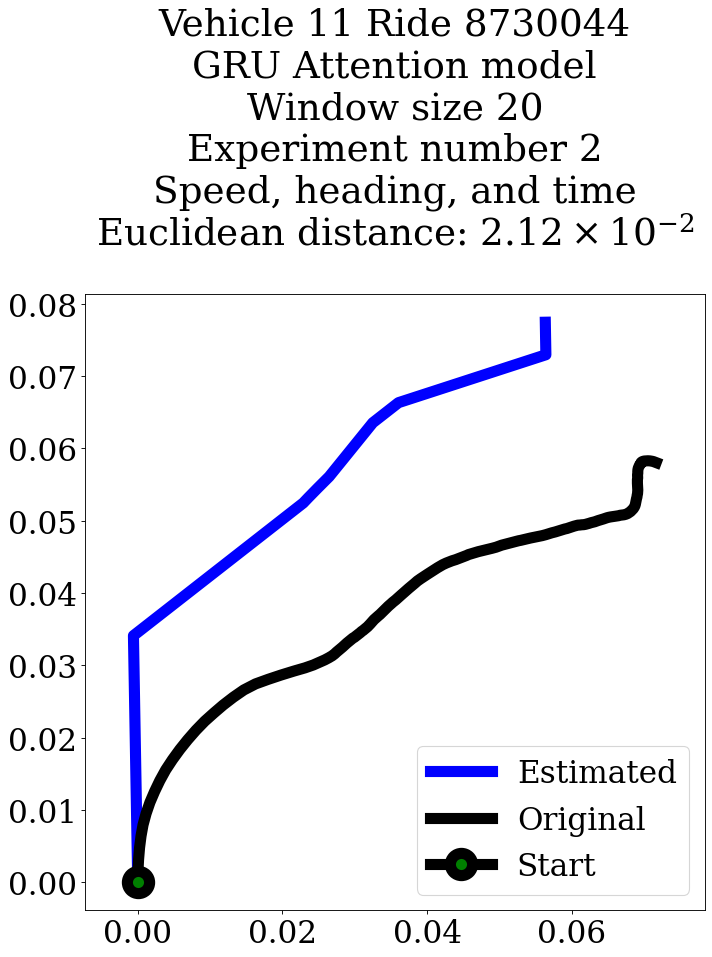 Vehicle 11 Ride 8730044
GRU Attention model
Window size 20
Experiment number 2
Speed, heading, and time
Euclidean distance: 2.12 × 10⁻²
0.08
0.07
0.06
0.05
0.04
0.03
0.02
0.01
0.00
Estimated
Original
Start
0.00 0.02 0.04 0.06